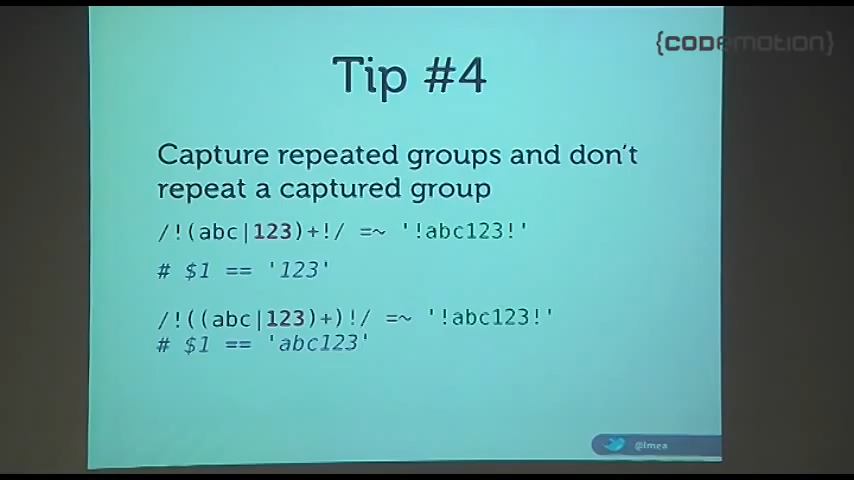 {CODEmotion}
Tip #4
Capture repeated groups and don't
repeat a captured group
/!(abc|123)+!/ =~ '!abc123!'
# $1 == '123'
/!((abc|123)+)!/ =~ '!abc123!'
# $1 == 'abc123'
@lmea